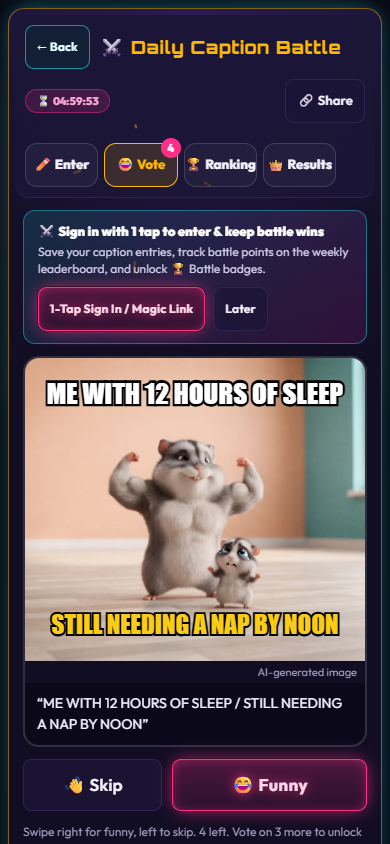 ← Back
Daily Caption Battle
04:59:53
Share
Enter
Vote
4
Ranking
Results
Sign in with 1 tap to enter & keep battle wins
Save your caption entries, track battle points on the weekly
leaderboard, and unlock 🏆 Battle badges.
1-Tap Sign In / Magic Link
Later
ME WITH 12 HOURS OF SLEEP
STILL NEEDING A NAP BY NOON
AI-generated image
“ME WITH 12 HOURS OF SLEEP / STILL NEEDING
A NAP BY NOON”
Skip
Funny
Swipe right for funny, left to skip. 4 left. Vote on 3 more to unlock